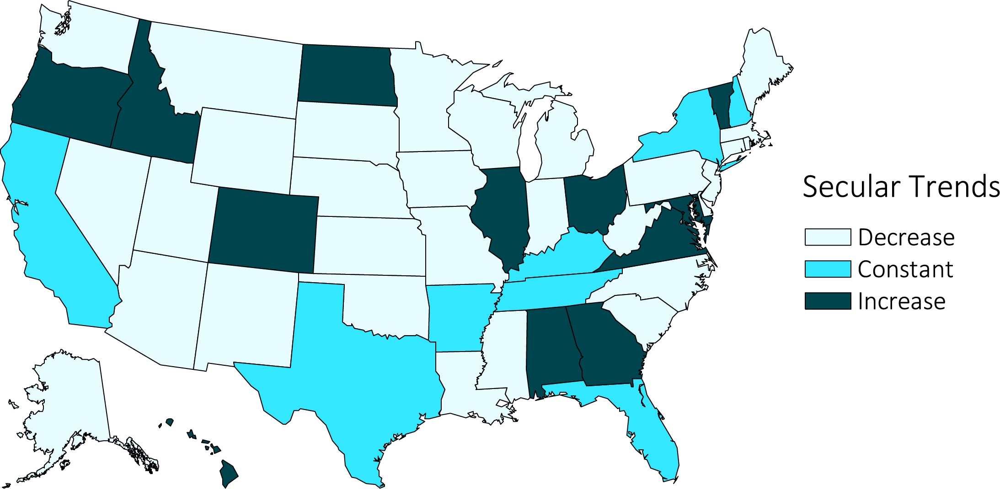 Secular Trends
Decrease
Constant
Increase